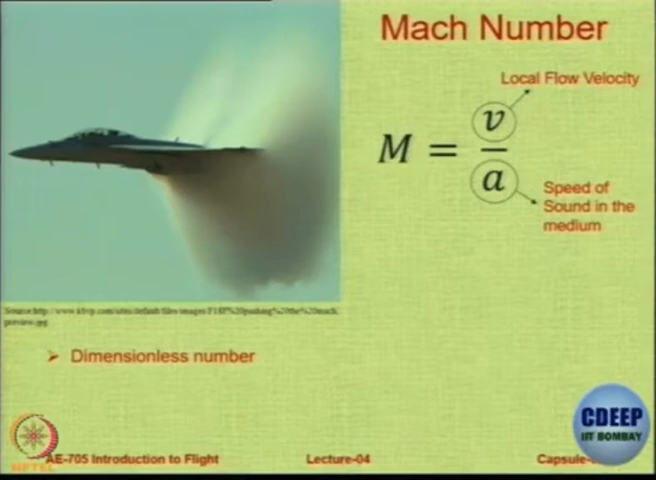 Mach Number
Local Flow Velocity
M = v / a
Speed of
Sound in the
medium
➢ Dimensionless number
CDEEP
IIT BOMBAY
NPTEL
AE-705 Introduction to Flight
Lecture-04
Capsule-